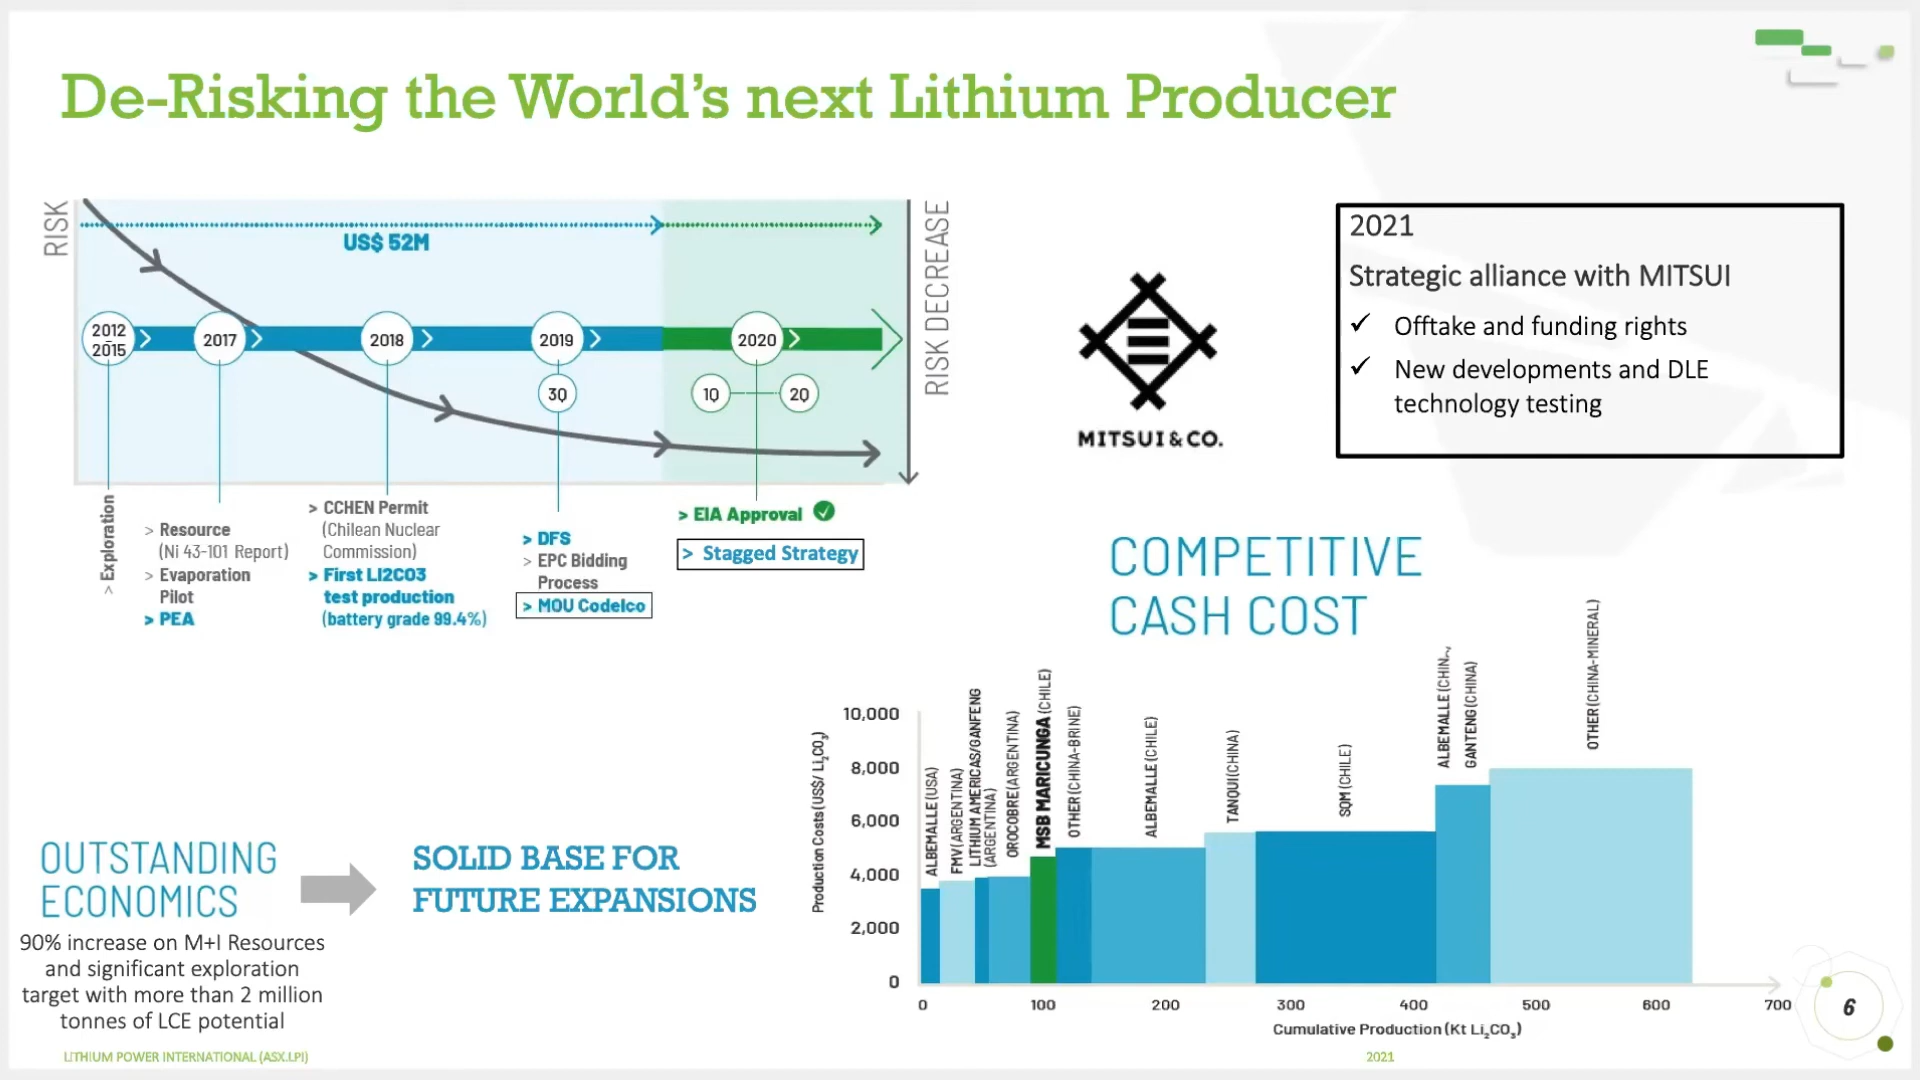 De-Risking the World's next Lithium Producer
RISK
US$ 52M
RISK DECREASE
2012
2015
2017
2018
2019
2020
3Q
1Q
2Q
> Exploration
> Resource
(Ni 43-101 Report)
> Evaporation
Pilot
> PEA
> CCHEN Permit
(Chilean Nuclear
Commission)
> First LI2CO3
test production
(battery grade 99.4%)
> DFS
> EPC Bidding
Process
> MOU Codelco
> EIA Approval
> Stagged Strategy
MITSUI & CO.
2021
Strategic alliance with MITSUI
✓ Offtake and funding rights
✓ New developments and DLE
technology testing
OUTSTANDING
ECONOMICS
90% increase on M+I Resources
and significant exploration
target with more than 2 million
tonnes of LCE potential
SOLID BASE FOR
FUTURE EXPANSIONS
COMPETITIVE
CASH COST
Production Costs (US$/ Li₂CO₃)
10,000
8,000
6,000
4,000
2,000
0
ALBEMALLE (USA)
FMV (ARGENTINA)
LITHIUM AMERICAS/GANFENG
(ARGENTINA)
OROCOBRE (ARGENTINA)
MSB MARICUNGA (CHILE)
OTHER (CHINA-BRINE)
ALBEMALLE (CHILE)
TANQUI (CHINA)
SQM (CHILE)
ALBEMALLE (CHIN
GANTENG (CHINA)
OTHER (CHINA-MINERAL)
0 100 200 300 400 500 600 700
Cumulative Production (Kt Li₂CO₃)
LITHIUM POWER INTERNATIONAL (ASX.LPI)
2021
6